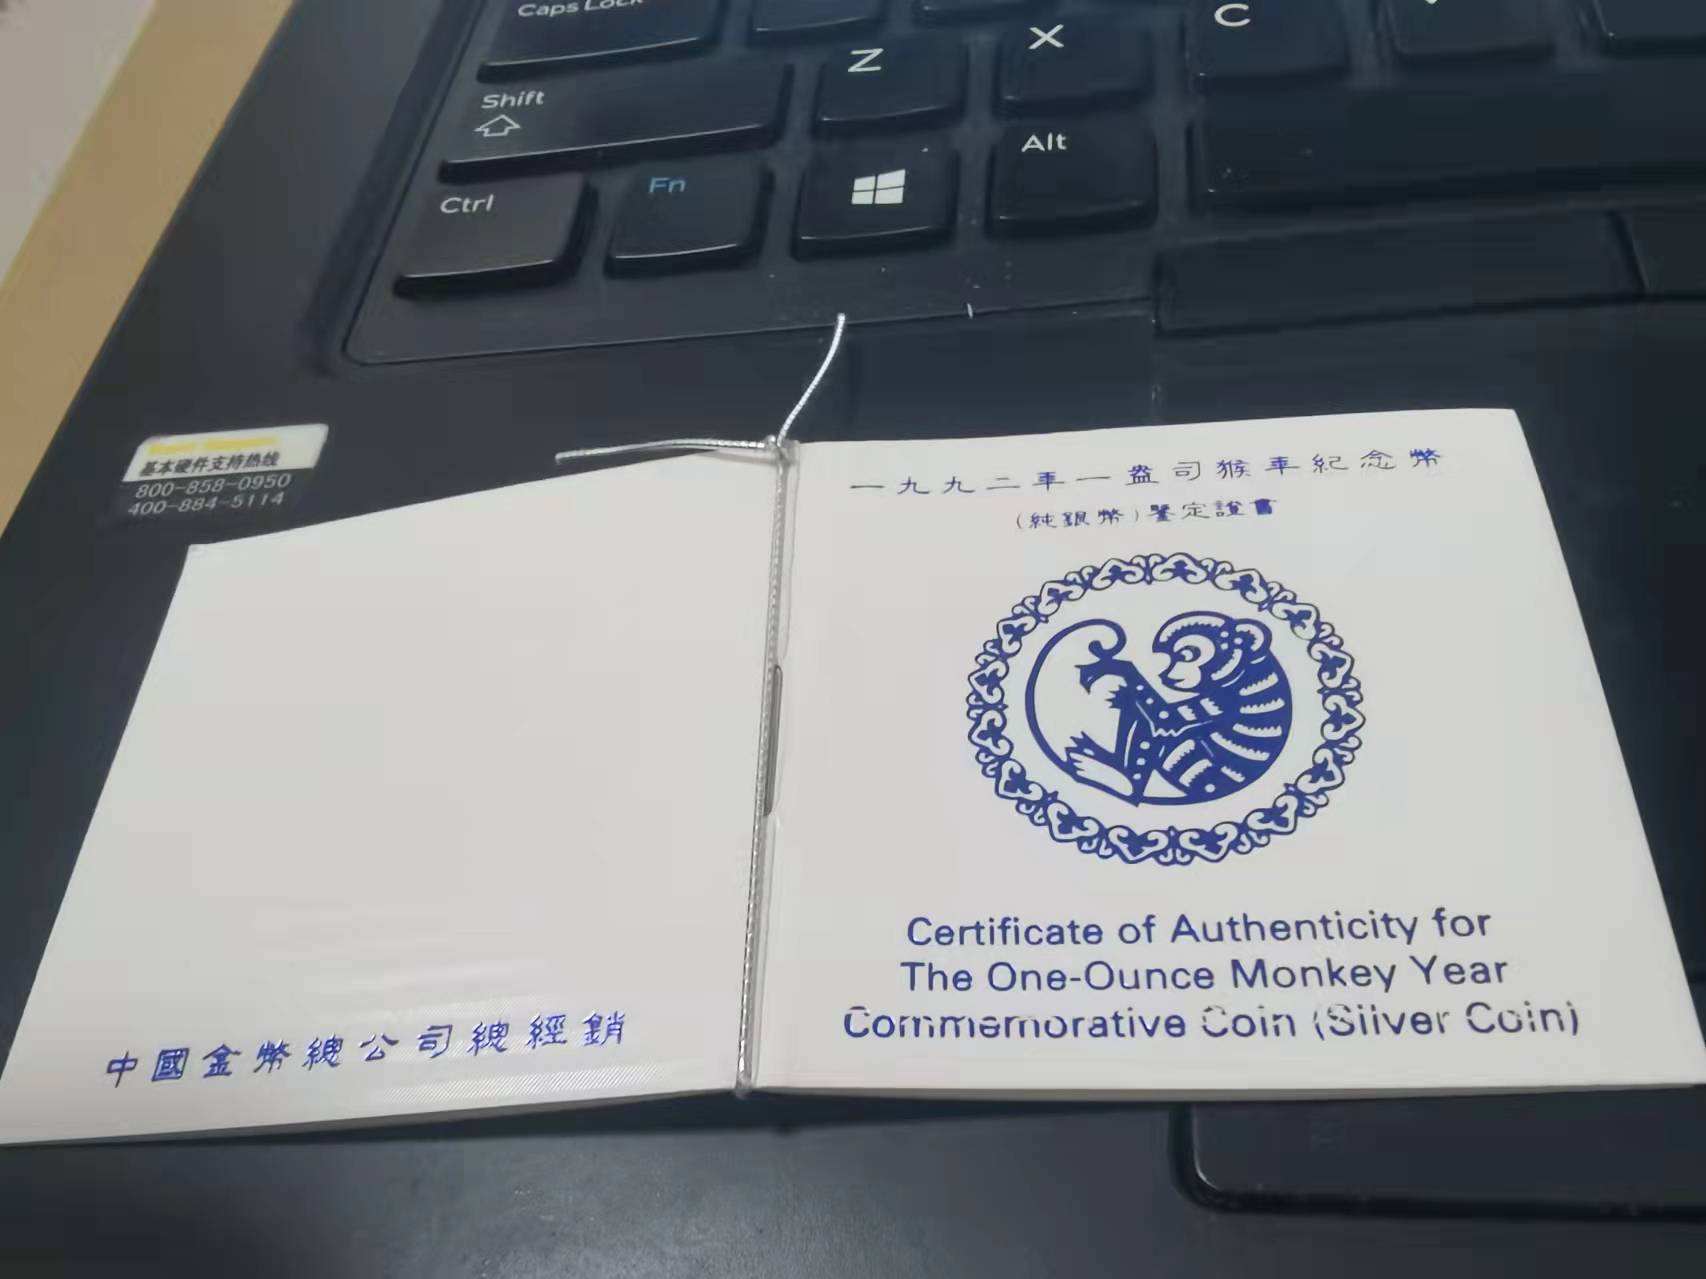 Caps Lock
Shift
Z
X
C
Ctrl
Fn
Alt
基本硬件支持热线
800-858-0950
400-884-5114
一九九二年一盎司猴年紀念幣
(純銀幣)鑒定證書
Certificate of Authenticity for
The One-Ounce Monkey Year
Commemorative Coin (Silver Coin)
中國金幣總公司總經銷